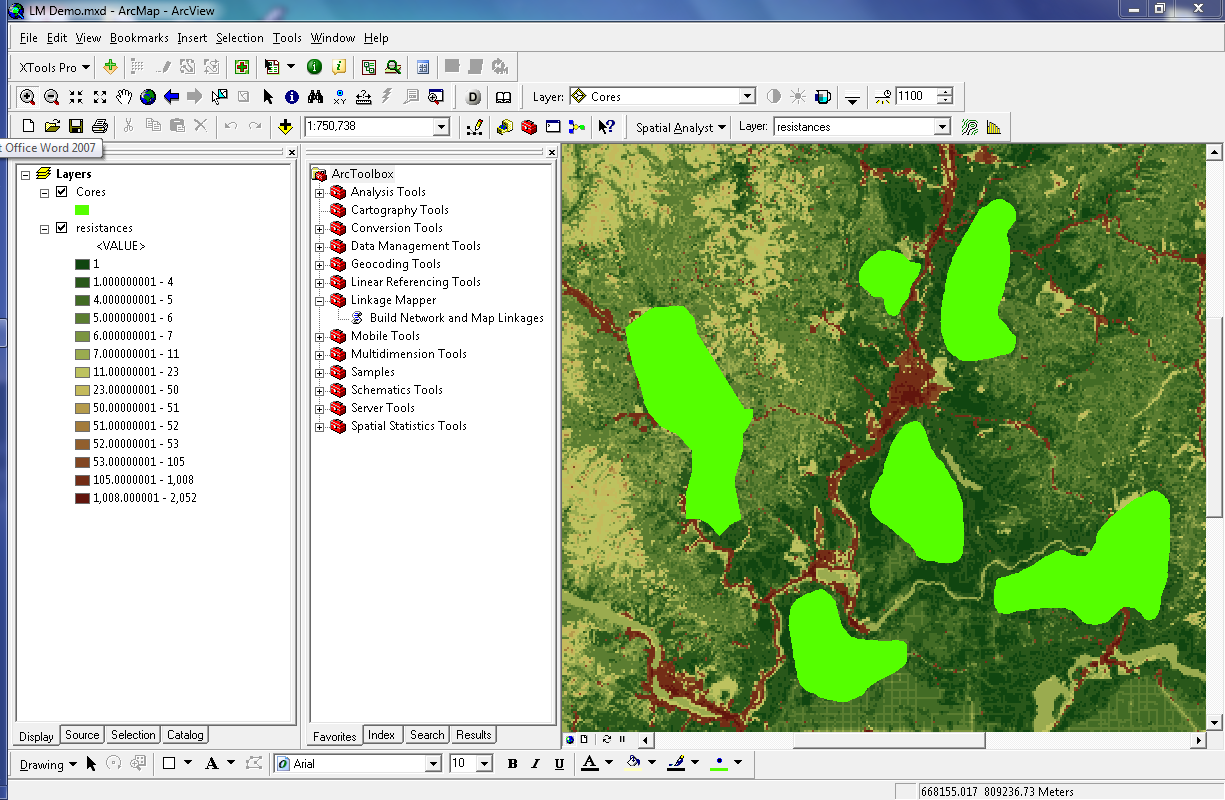 LM Demo.mxd - ArcMap - ArcView
File Edit View Bookmarks Insert Selection Tools Window Help
XTools Pro
Layer: Cores 1100
1:750,738 Spatial Analyst Layer: resistances
t Office Word 2007
Layers
Cores
resistances
<VALUE>
1
1.000000001 - 4
4.000000001 - 5
5.000000001 - 6
6.000000001 - 7
7.000000001 - 11
11.00000001 - 23
23.00000001 - 50
50.00000001 - 51
51.00000001 - 52
52.00000001 - 53
53.00000001 - 105
105.0000001 - 1,008
1,008.000001 - 2,052
Display Source Selection Catalog
ArcToolbox
Analysis Tools
Cartography Tools
Conversion Tools
Data Management Tools
Geocoding Tools
Linear Referencing Tools
Linkage Mapper
Build Network and Map Linkages
Mobile Tools
Multidimension Tools
Samples
Schematics Tools
Server Tools
Spatial Statistics Tools
Favorites Index Search Results
Drawing A Arial 10 B I U A
668155.017 809236.73 Meters